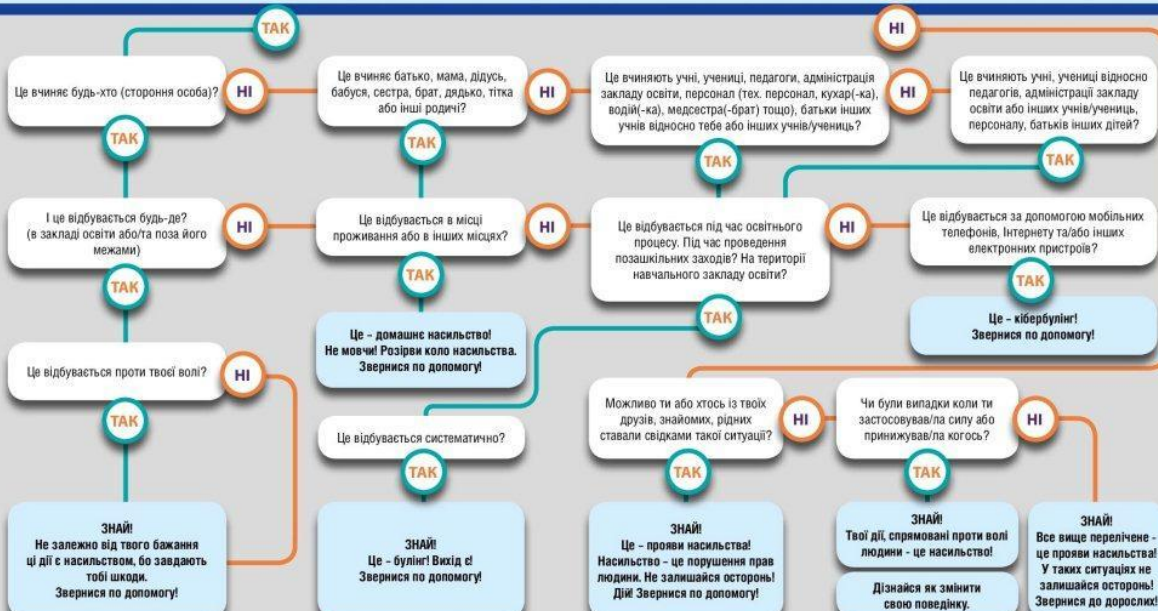 ТАК
НІ
Це вчиняє будь-хто (стороння особа)?
НІ
Це вчиняє батько, мама, дідусь,
бабуся, сестра, брат, дядько, тітка
або інші родичі?
НІ
Це вчиняють учні, учениці, педагоги, адміністрація
закладу освіти, персонал (тех. персонал, кухар(-ка),
водій(-ка), медсестра(-брат) тощо), батьки інших
учнів відносно тебе або інших учнів/учениць?
НІ
Це вчиняють учні, учениці відносно
педагогів, адміністрації закладу
освіти або інших учнів/учениць,
персоналу, батьків інших дітей?
ТАК
ТАК
ТАК
ТАК
І це відбувається будь-де?
(в закладі освіти або/та поза його
межами)
НІ
Це відбувається в місці
проживання або в інших місцях?
НІ
Це відбувається під час освітнього
процесу. Під час проведення
позашкільних заходів? На території
навчального закладу освіти?
НІ
Це відбувається за допомогою мобільних
телефонів, Інтернету та/або інших
електронних пристроїв?
ТАК
ТАК
ТАК
ТАК
Це – домашнє насильство!
Не мовчи! Розірви коло насильства.
Звернися по допомогу!
Це – кібербулінг!
Звернися по допомогу!
Це відбувається проти твоєї волі?
НІ
ТАК
Це відбувається систематично?
ТАК
Можливо ти або хтось із твоїх
друзів, знайомих, рідних
ставали свідками такої ситуації?
НІ
Чи були випадки коли ти
застосовував/ла силу або
принижував/ла когось?
НІ
ТАК
ТАК
ЗНАЙ!
Не залежно від твого бажання
ці дії є насильством, бо завдають
тобі шкоди.
Звернися по допомогу!
ЗНАЙ!
Це – булінг! Вихід є!
Звернися по допомогу!
ЗНАЙ!
Це – прояви насильства!
Насильство – це порушення прав
людини. Не залишайся осторонь!
Дій! Звернися по допомогу!
ЗНАЙ!
Твої дії, спрямовані проти волі
людини - це насильство!
Дізнайся як змінити
свою поведінку.
ЗНАЙ!
Все вище перелічене -
це прояви насильства!
У таких ситуаціях не
залишайся осторонь!
Звернися до дорослих!